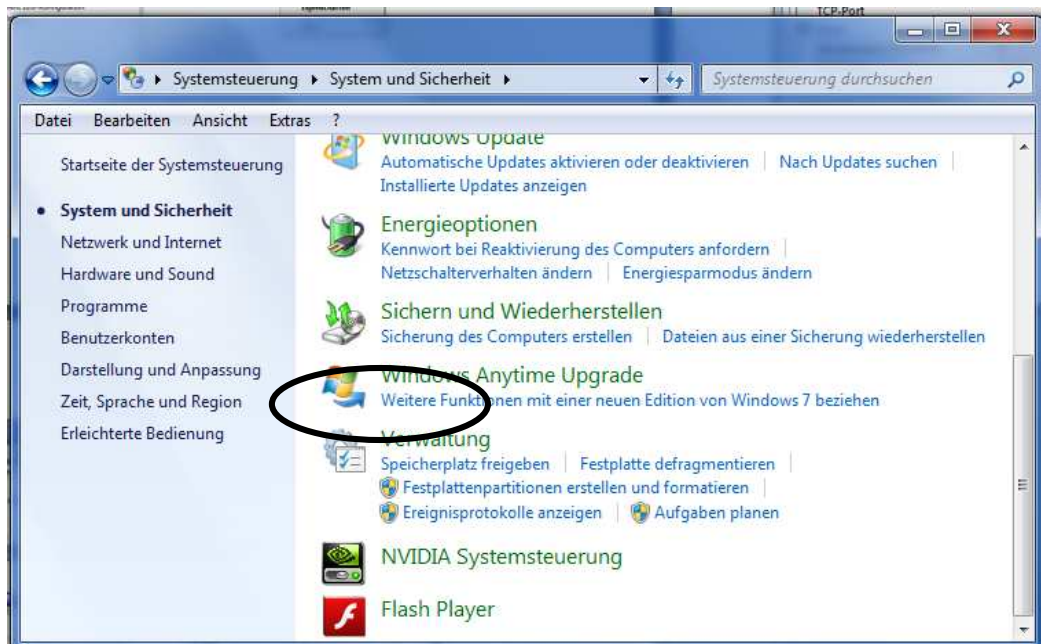 TCP-Port
Systemsteuerung System und Sicherheit Systemsteuerung durchsuchen
Datei Bearbeiten Ansicht Extras ?
Startseite der Systemsteuerung
System und Sicherheit
Netzwerk und Internet
Hardware und Sound
Programme
Benutzerkonten
Darstellung und Anpassung
Zeit, Sprache und Region
Erleichterte Bedienung
Windows Update
Automatische Updates aktivieren oder deaktivieren Nach Updates suchen
Installierte Updates anzeigen
Energieoptionen
Kennwort bei Reaktivierung des Computers anfordern
Netzschalterverhalten ändern Energiesparmodus ändern
Sichern und Wiederherstellen
Sicherung des Computers erstellen Dateien aus einer Sicherung wiederherstellen
Windows Anytime Upgrade
Weitere Funktionen mit einer neuen Edition von Windows 7 beziehen
Verwaltung
Speicherplatz freigeben Festplatte defragmentieren
Festplattenpartitionen erstellen und formatieren
Ereignisprotokolle anzeigen Aufgaben planen
NVIDIA Systemsteuerung
Flash Player